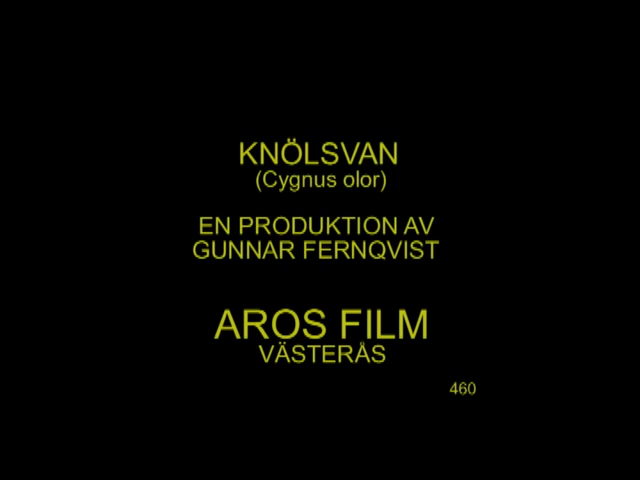 KNÖLSVAN
(Cygnus olor)
EN PRODUKTION AV
GUNNAR FERNQVIST
AROS FILM
VÄSTERÅS
460